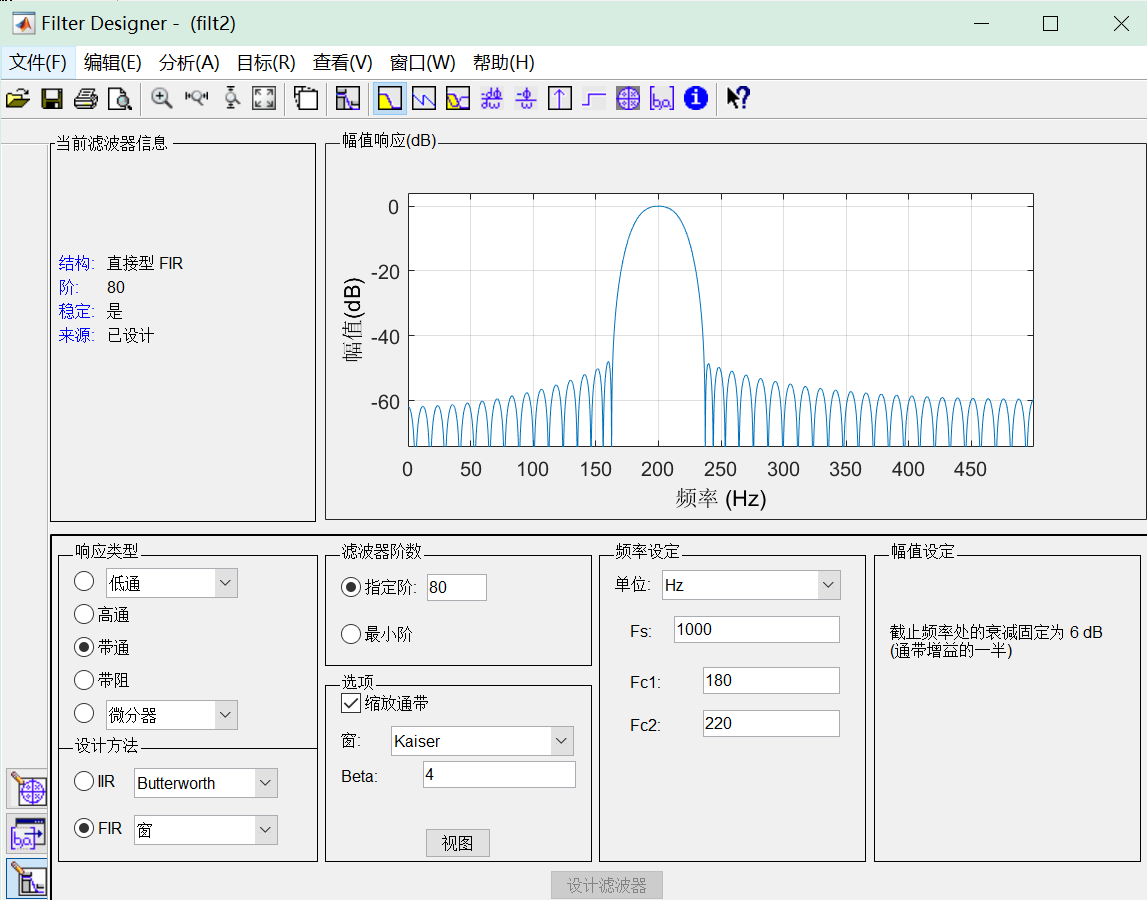 Filter Designer -  (filt2)
文件(F) 编辑(E) 分析(A) 目标(R) 查看(V) 窗口(W) 帮助(H)
当前滤波器信息
结构: 直接型 FIR
阶: 80
稳定: 是
来源: 已设计
幅值响应(dB)
幅值(dB)
0
-20
-40
-60
0 50 100 150 200 250 300 350 400 450
频率 (Hz)
响应类型
低通
高通
带通
带阻
微分器
设计方法
IIR Butterworth
FIR 窗
滤波器阶数
指定阶: 80
最小阶
选项
缩放通带
窗: Kaiser
Beta: 4
视图
频率设定
单位: Hz
Fs: 1000
Fc1: 180
Fc2: 220
幅值设定
截止频率处的衰减固定为 6 dB
(通带增益的一半)
设计滤波器